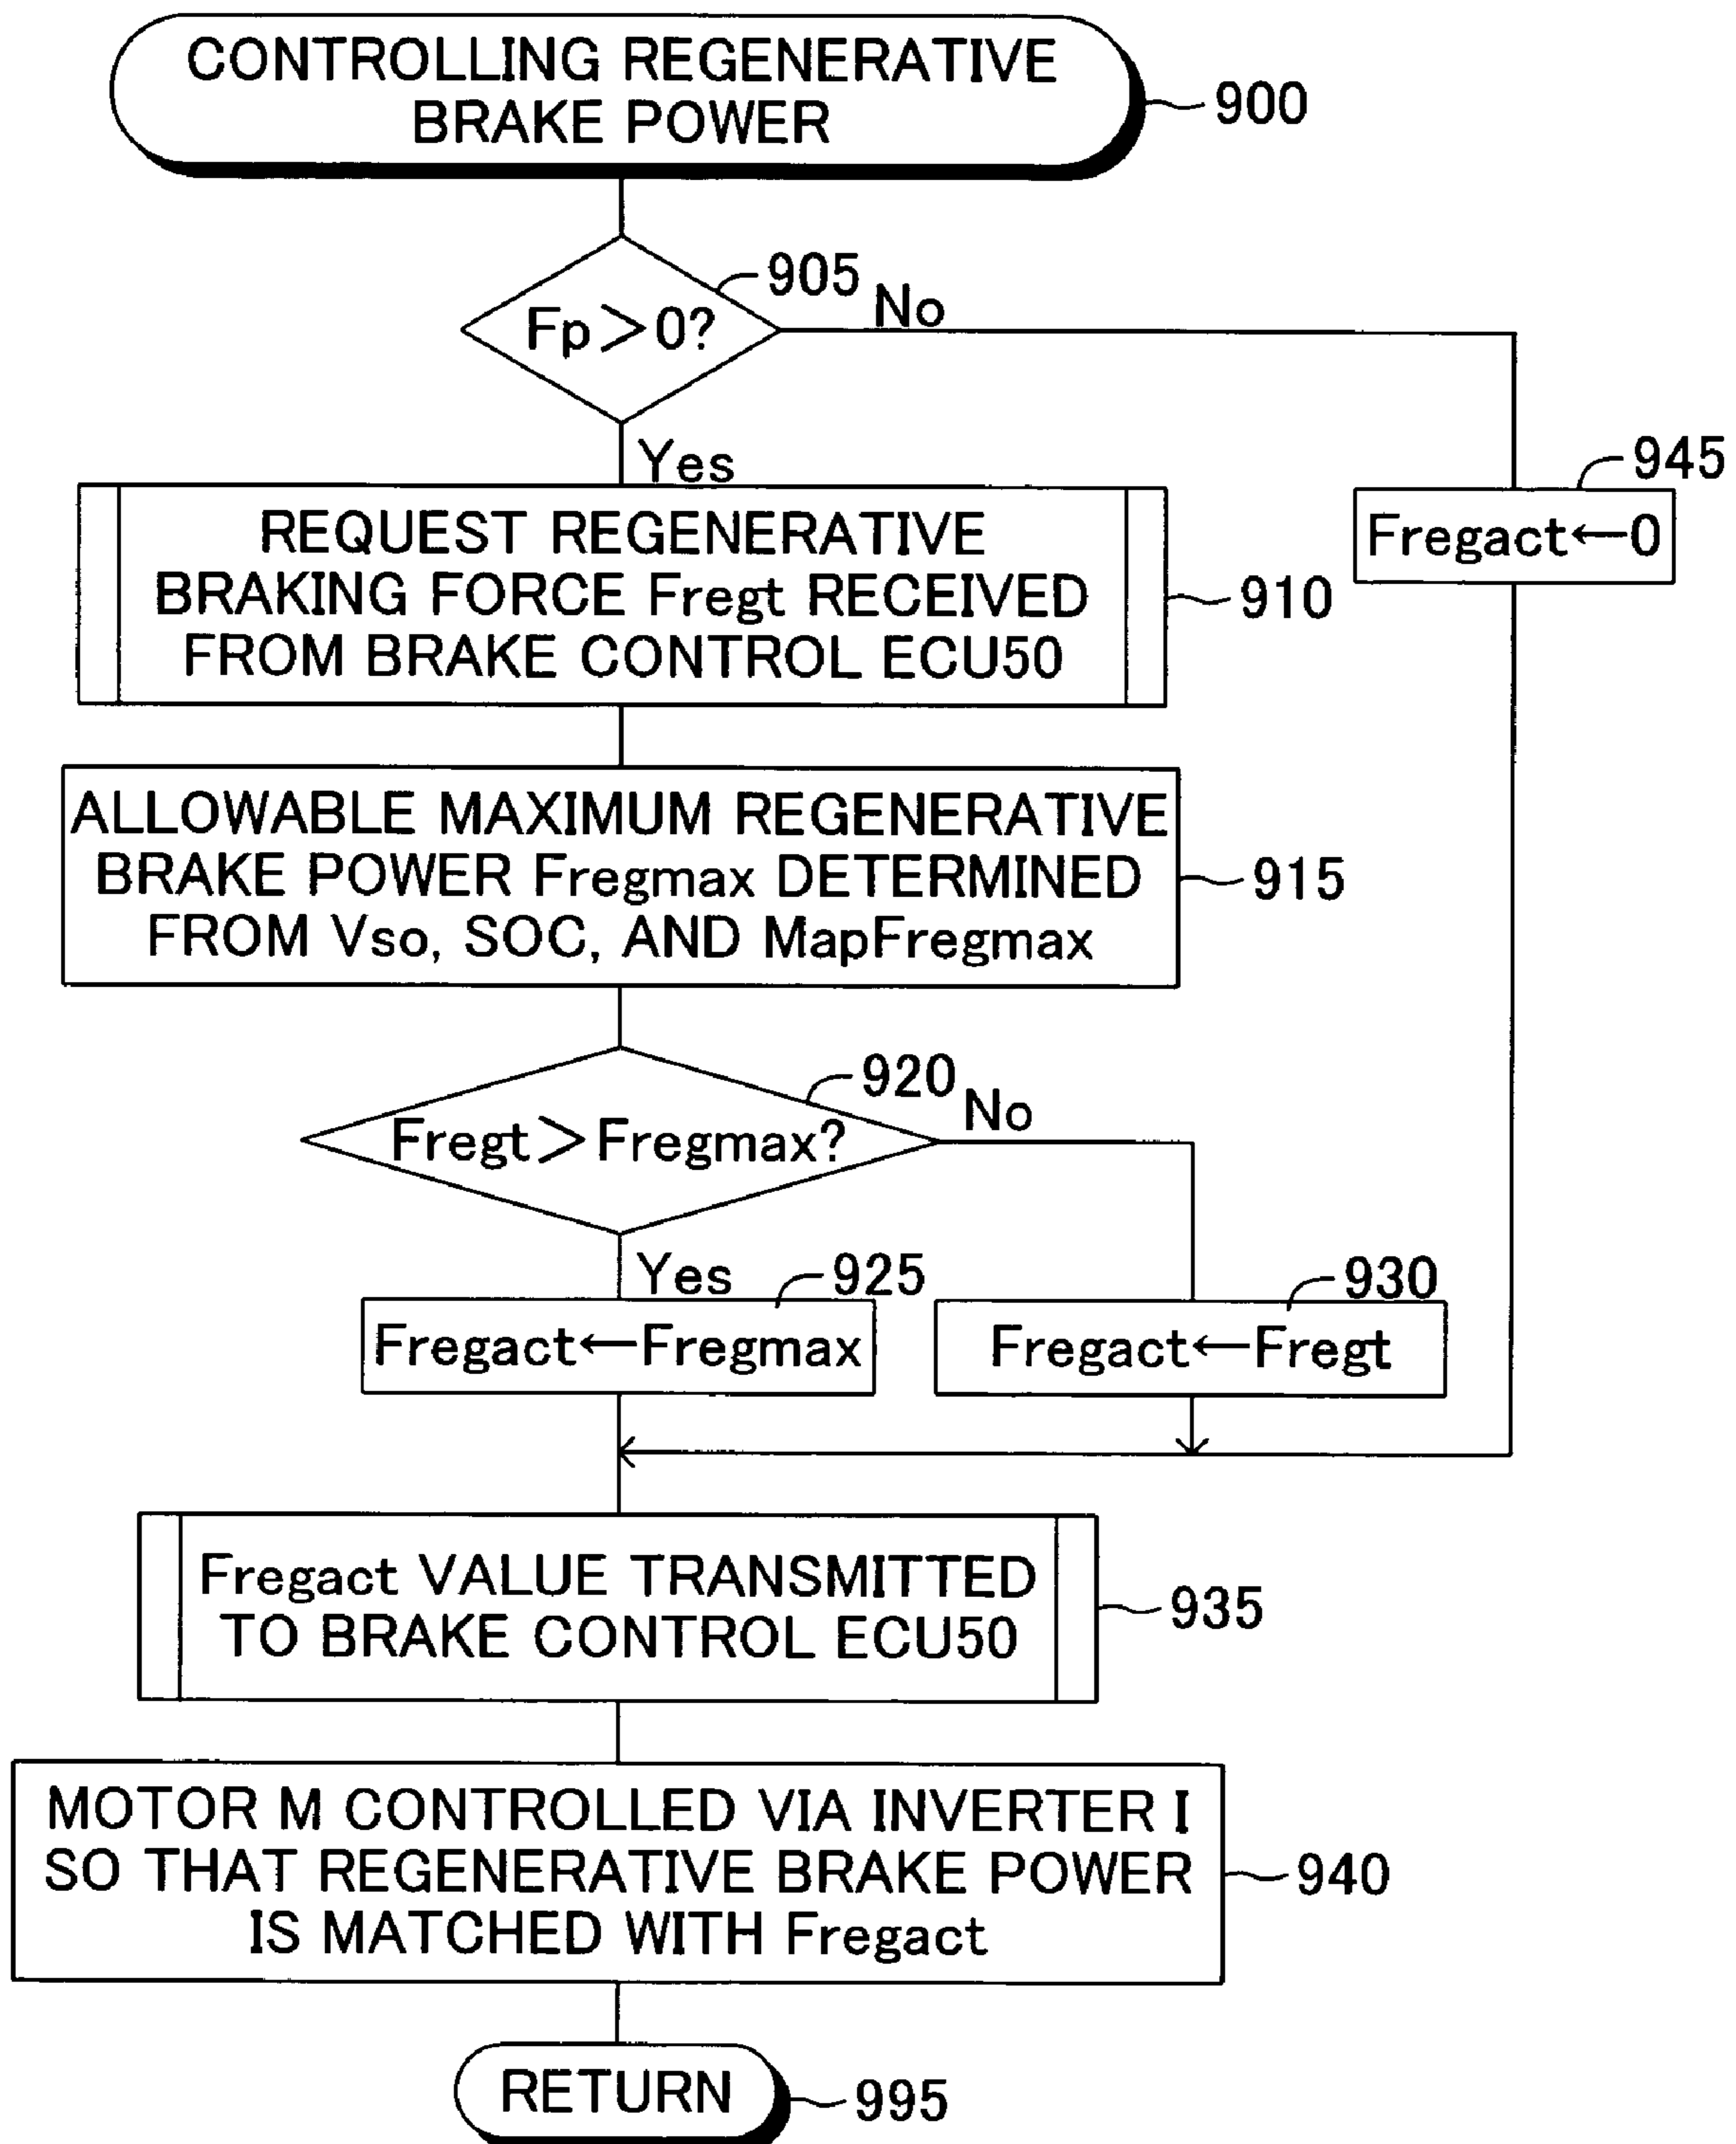 CONTROLLING REGENERATIVE
BRAKE POWER
900
905
Fp>0?
No
Yes
945
Fregact←0
REQUEST REGENERATIVE
BRAKING FORCE Fregt RECEIVED
FROM BRAKE CONTROL ECU50
910
ALLOWABLE MAXIMUM REGENERATIVE
BRAKE POWER Fregmax DETERMINED
FROM Vso, SOC, AND MapFregmax
915
920
Fregt>Fregmax?
No
Yes
925
Fregact←Fregmax
930
Fregact←Fregt
Fregact VALUE TRANSMITTED
TO BRAKE CONTROL ECU50
935
MOTOR M CONTROLLED VIA INVERTER I
SO THAT REGENERATIVE BRAKE POWER
IS MATCHED WITH Fregact
940
RETURN
995